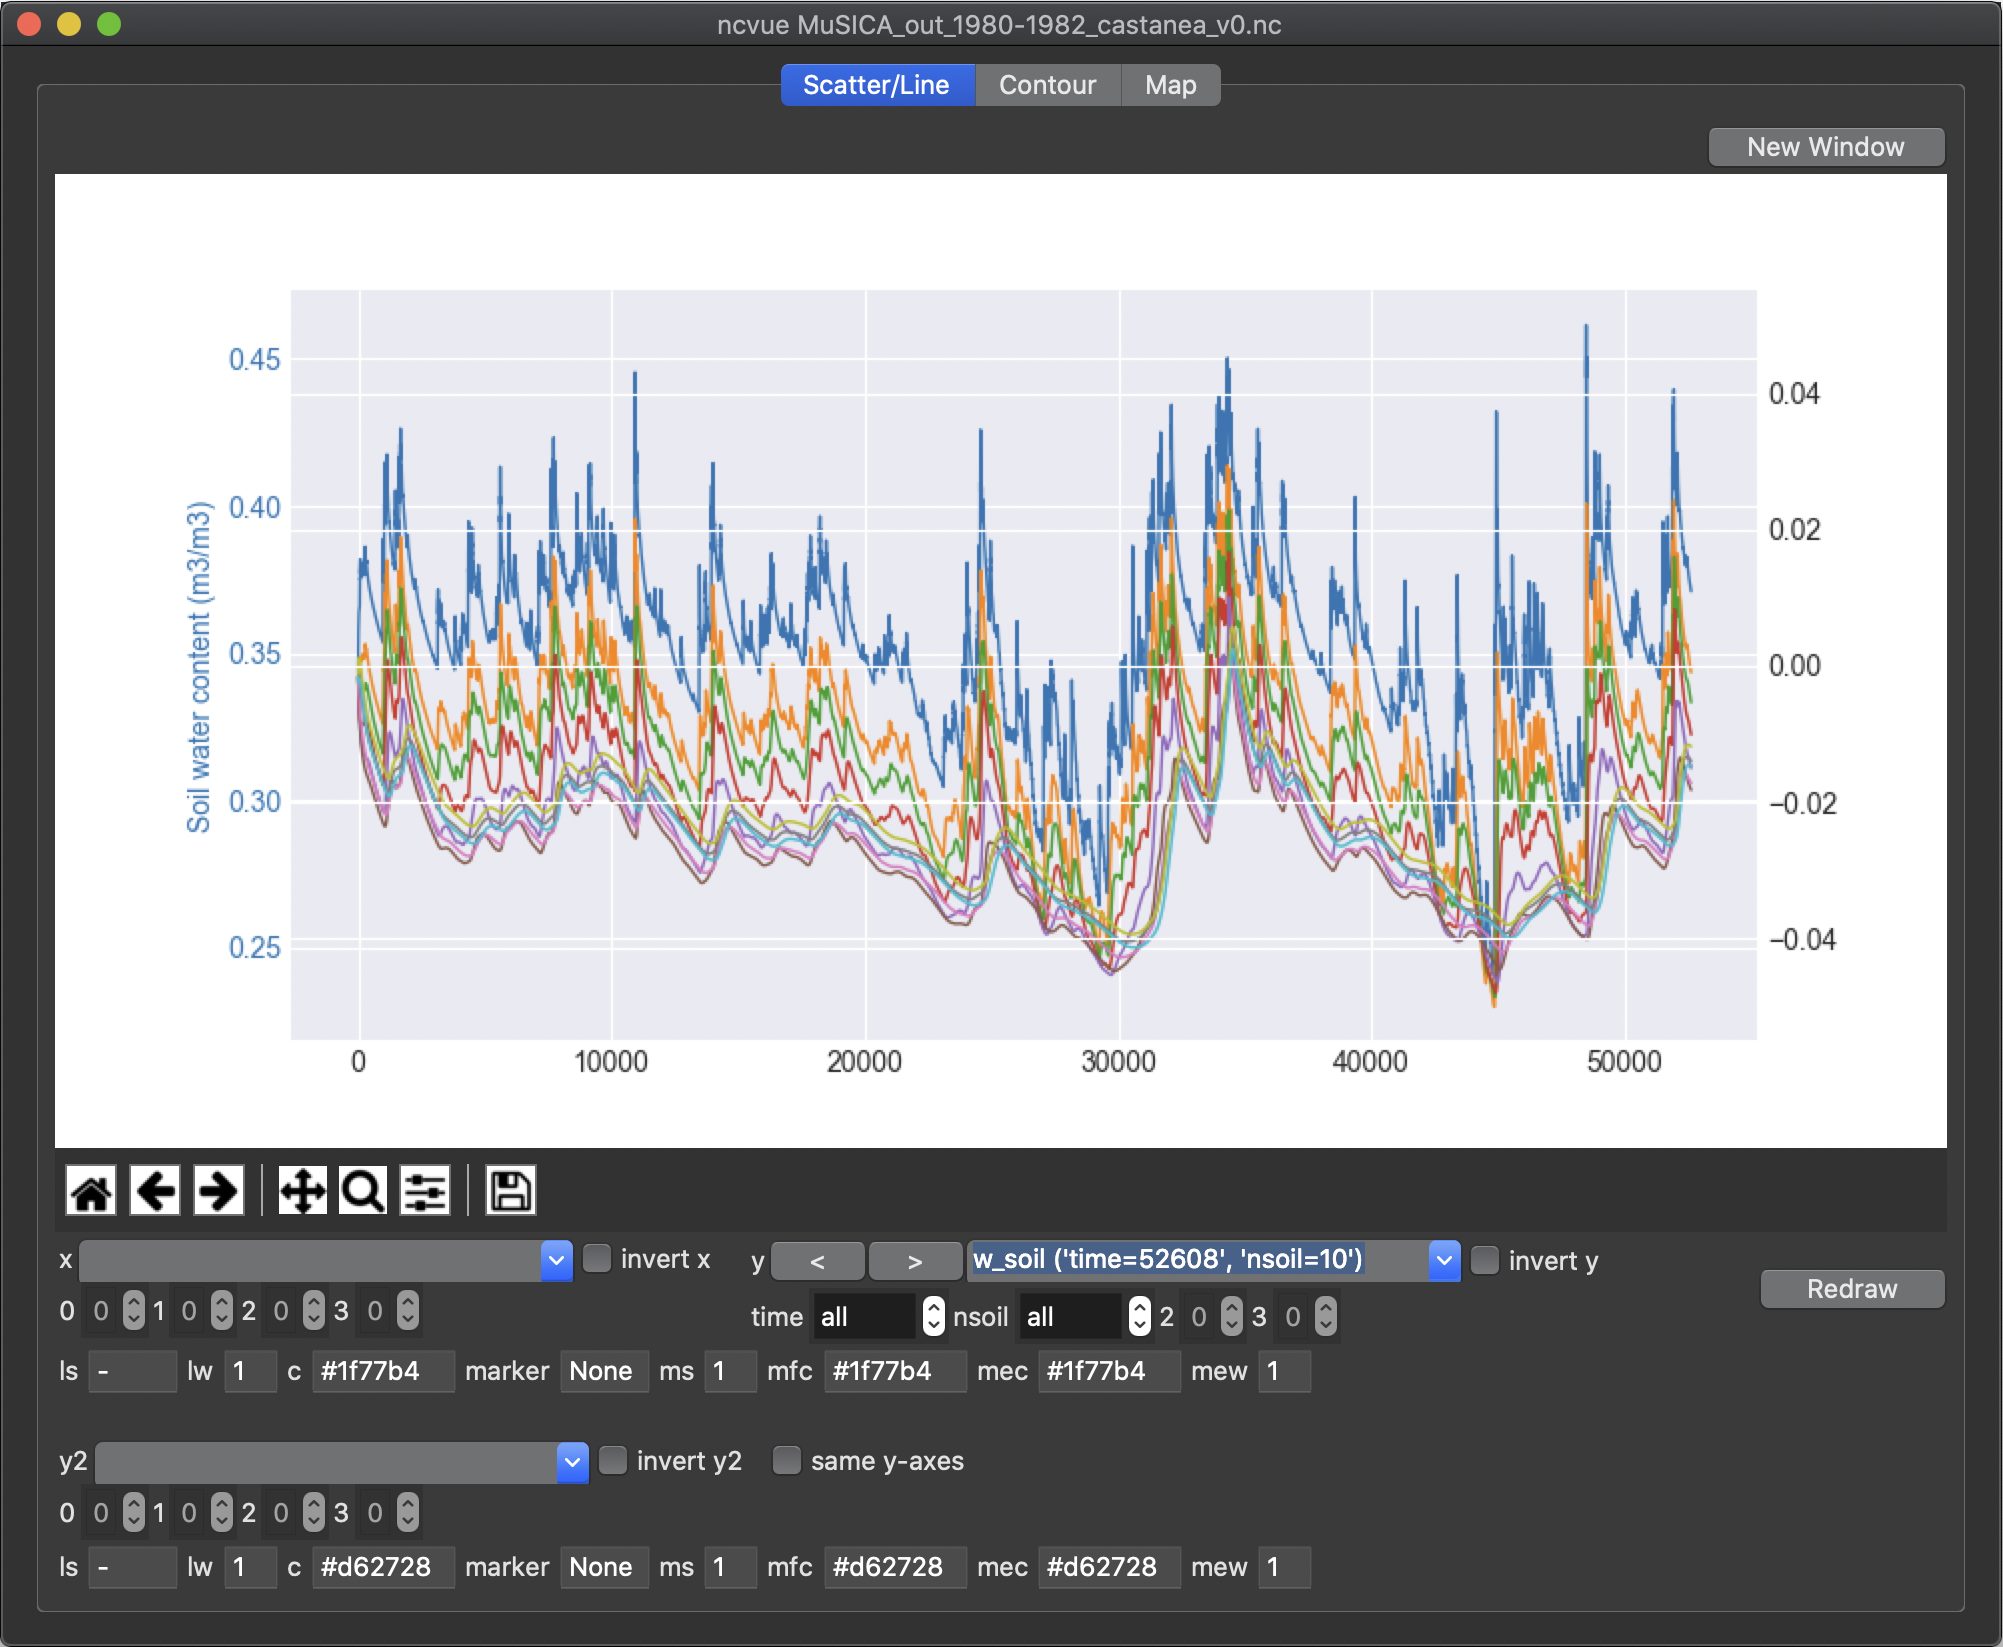 ncvue MuSICA_out_1980-1982_castanea_v0.nc
Scatter/Line Contour Map
New Window
Soil water content (m3/m3)
0.45
0.40
0.35
0.30
0.25
0.04
0.02
0.00
−0.02
−0.04
0 10000 20000 30000 40000 50000
x invert x y < > w_soil ('time=52608', 'nsoil=10') invert y
Redraw
0 0 1 0 2 0 3 0 time all nsoil all 2 0 3 0
ls - lw 1 c #1f77b4 marker None ms 1 mfc #1f77b4 mec #1f77b4 mew 1
y2 invert y2 same y-axes
0 0 1 0 2 0 3 0
ls - lw 1 c #d62728 marker None ms 1 mfc #d62728 mec #d62728 mew 1